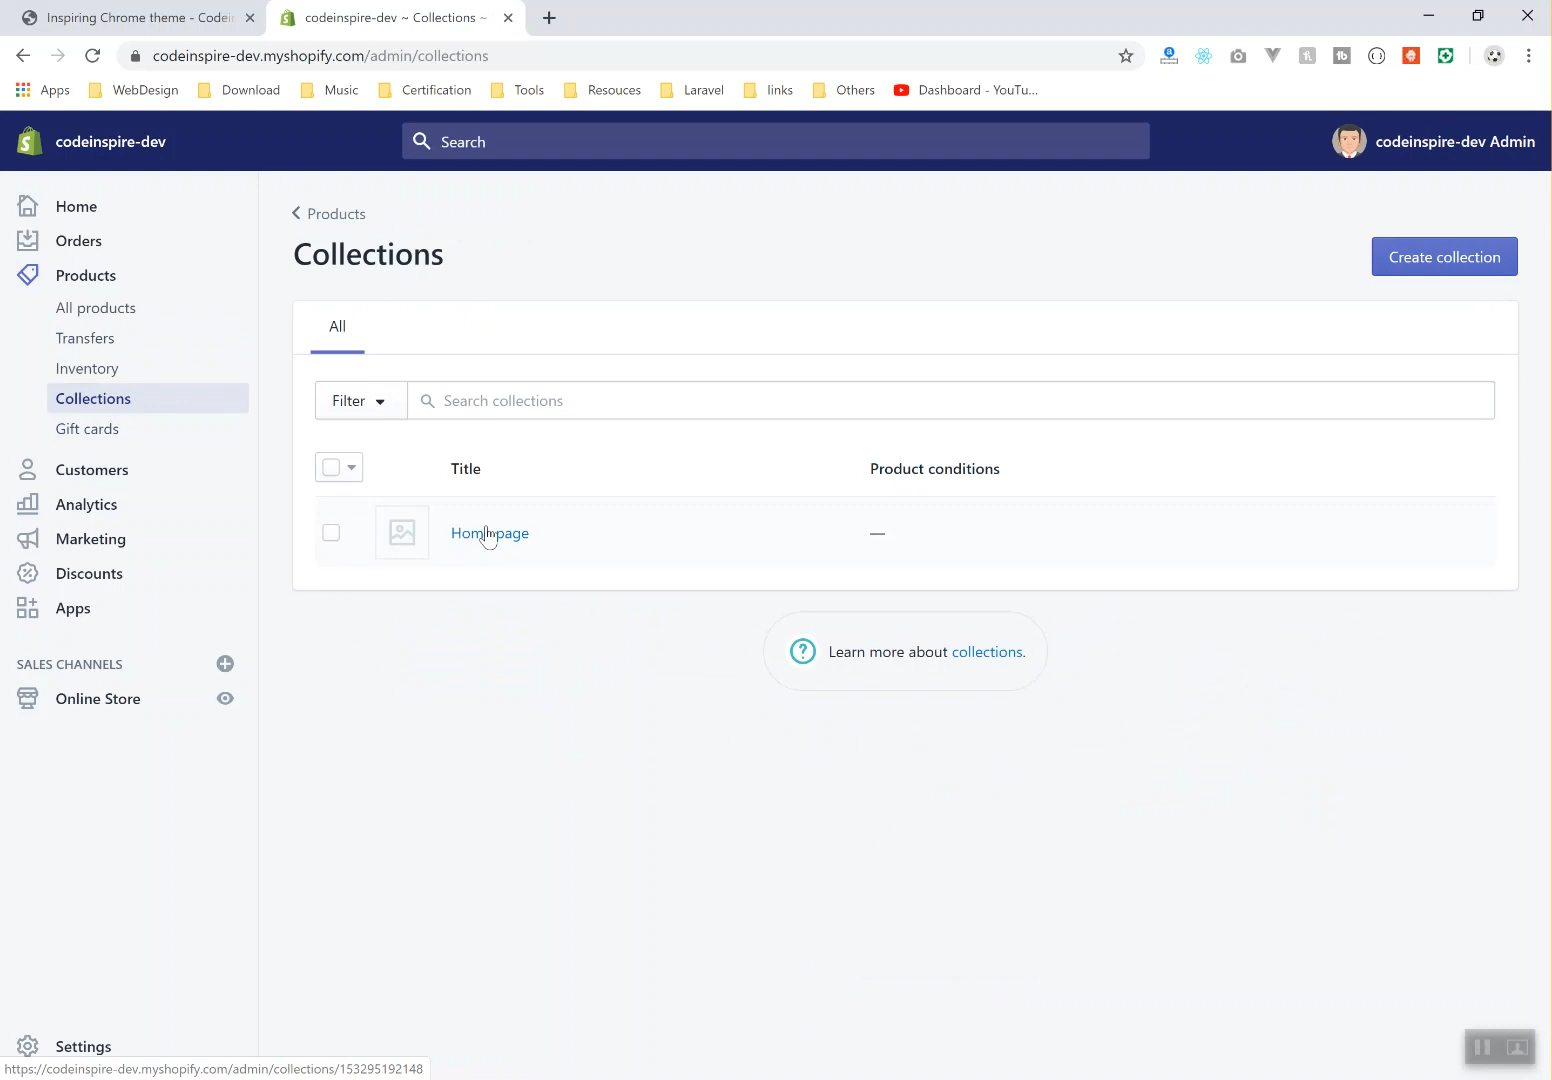 Inspiring Chrome theme - Codei
codeinspire-dev ~ Collections ~
codeinspire-dev.myshopify.com/admin/collections
Apps WebDesign Download Music Certification Tools Resouces Laravel links Others Dashboard - YouTu...
codeinspire-dev
Search
codeinspire-dev Admin
Home
Orders
Products
All products
Transfers
Inventory
Collections
Gift cards
Customers
Analytics
Marketing
Discounts
Apps
SALES CHANNELS
Online Store
Settings
Products
Collections
Create collection
All
Filter
Search collections
Title Product conditions
Home page —
Learn more about collections.
https://codeinspire-dev.myshopify.com/admin/collections/153295192148